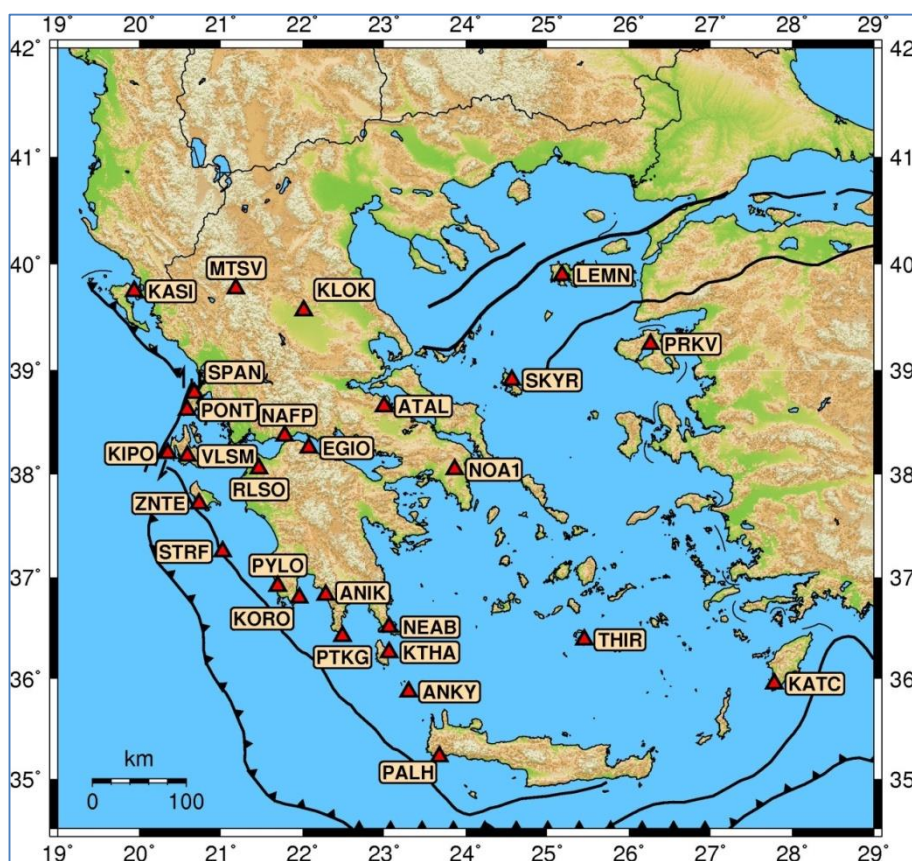 19 20 21 22 23 24 25 26 27 28 29
42° 42°
41° 41°
40° 40°
39° 39°
38° 38°
37° 37°
36° 36°
35° 35°
MTSV
KASI
KLOK
LEMN
PRKV
SPAN
SKYR
PONT
NAFP
ATAL
KIPO
VLSM
EGIO
NOA1
RLSO
ZNTE
STRF
PYLO
ANIK
KORO
NEAB
THIR
PTKG
KTHA
KATC
ANKY
PALH
km
0 100
19 20 21 22 23 24 25 26 27 28 29